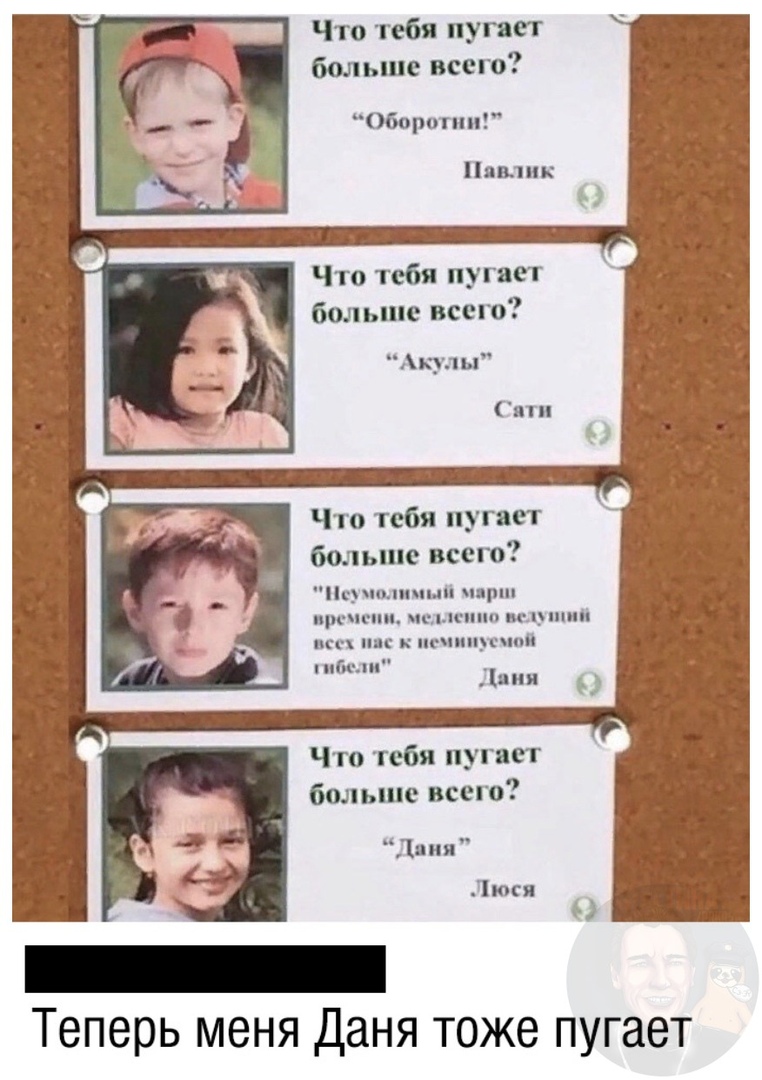 Что тебя пугает
больше всего?
“Оборотни!”
Павлик
Что тебя пугает
больше всего?
“Акулы”
Сати
Что тебя пугает
больше всего?
"Неумолимый марш
времени, медленно ведущий
всех нас к неминуемой
гибели"
Даня
Что тебя пугает
больше всего?
“Даня”
Люся
Теперь меня Даня тоже пугает